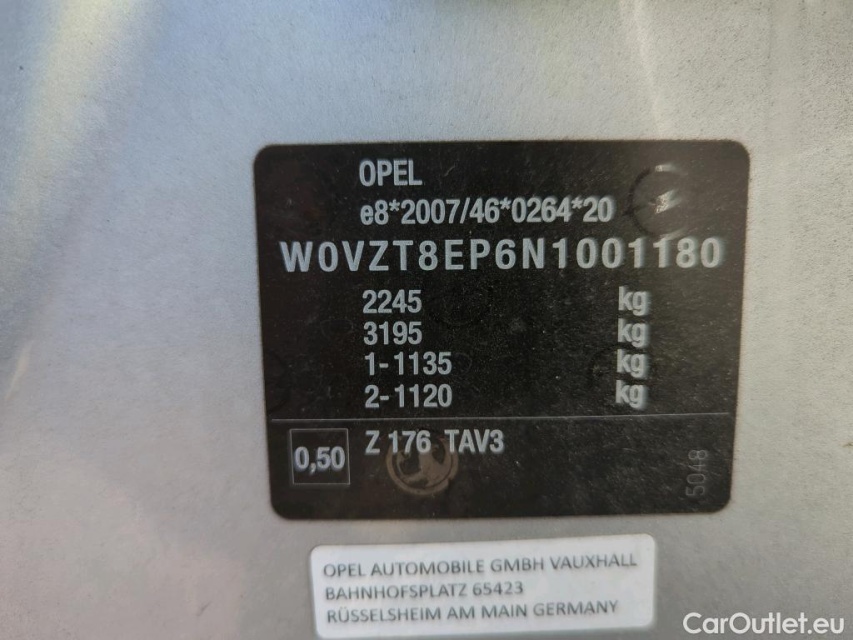 OPEL
e8*2007/46*0264*20
W0VZT8EP6N1001180
2245 kg
3195 kg
1-1135 kg
2-1120 kg
0,50 Z 176 TAV3
5048
OPEL AUTOMOBILE GMBH VAUXHALL
BAHNHOFSPLATZ 65423
RÜSSELSHEIM AM MAIN GERMANY
CarOutlet.eu